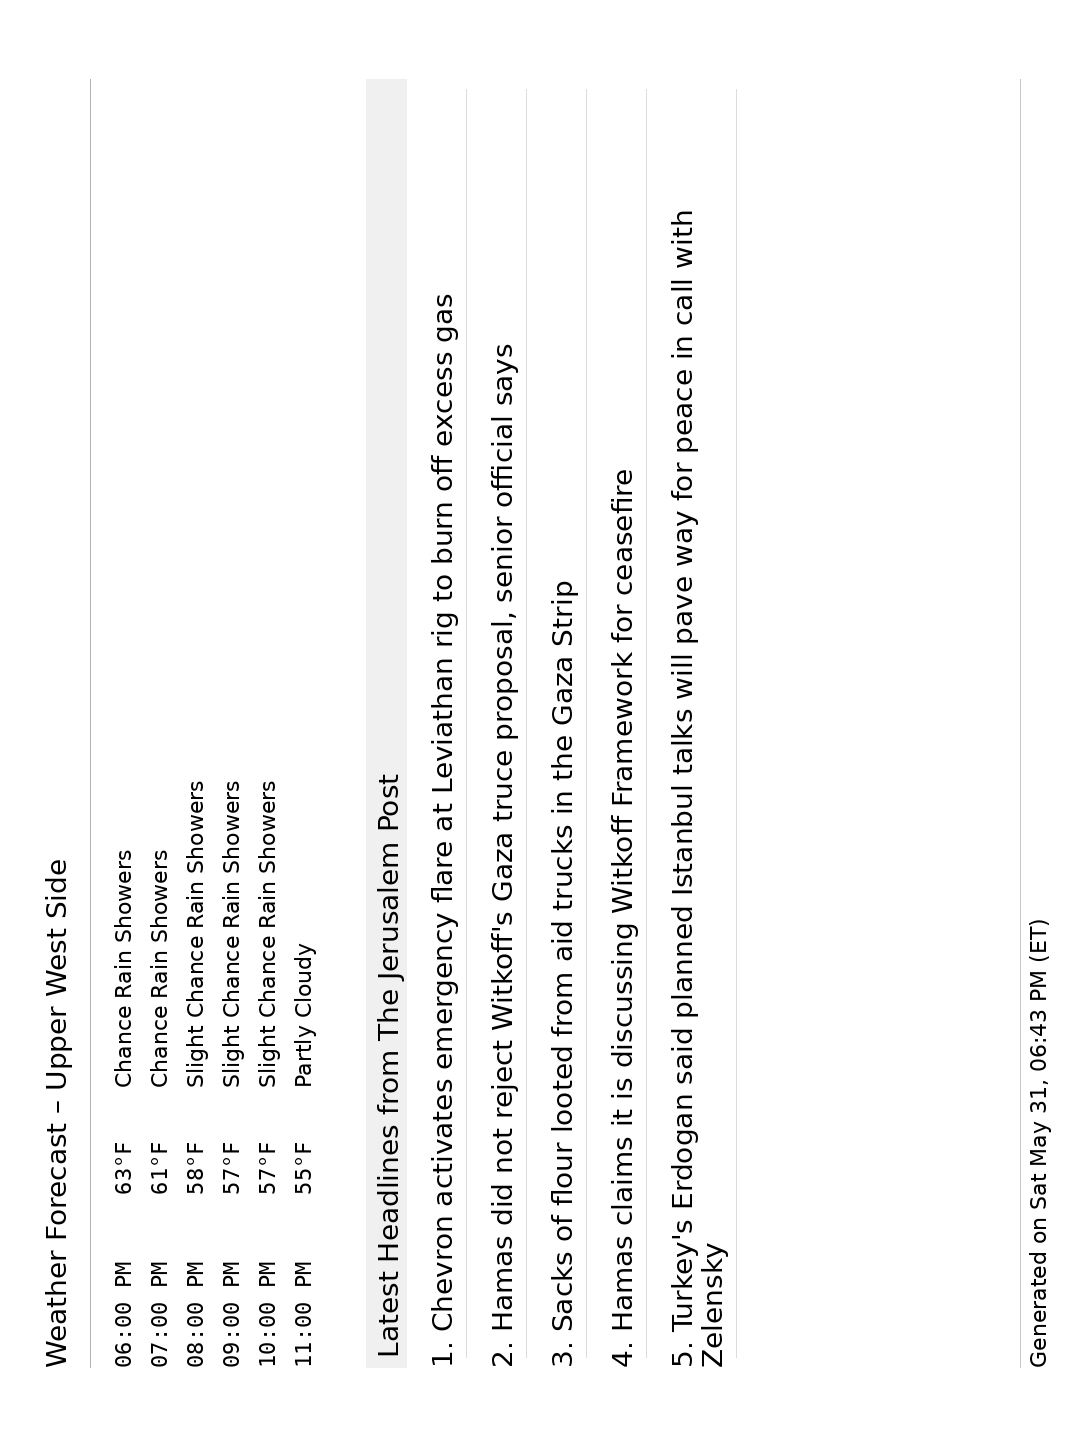 Weather Forecast – Upper West Side
06:00 PM 63°F Chance Rain Showers
07:00 PM 61°F Chance Rain Showers
08:00 PM 58°F Slight Chance Rain Showers
09:00 PM 57°F Slight Chance Rain Showers
10:00 PM 57°F Slight Chance Rain Showers
11:00 PM 55°F Partly Cloudy
Latest Headlines from The Jerusalem Post
1. Chevron activates emergency flare at Leviathan rig to burn off excess gas
2. Hamas did not reject Witkoff's Gaza truce proposal, senior official says
3. Sacks of flour looted from aid trucks in the Gaza Strip
4. Hamas claims it is discussing Witkoff Framework for ceasefire
5. Turkey's Erdogan said planned Istanbul talks will pave way for peace in call with
Zelensky
Generated on Sat May 31, 06:43 PM (ET)